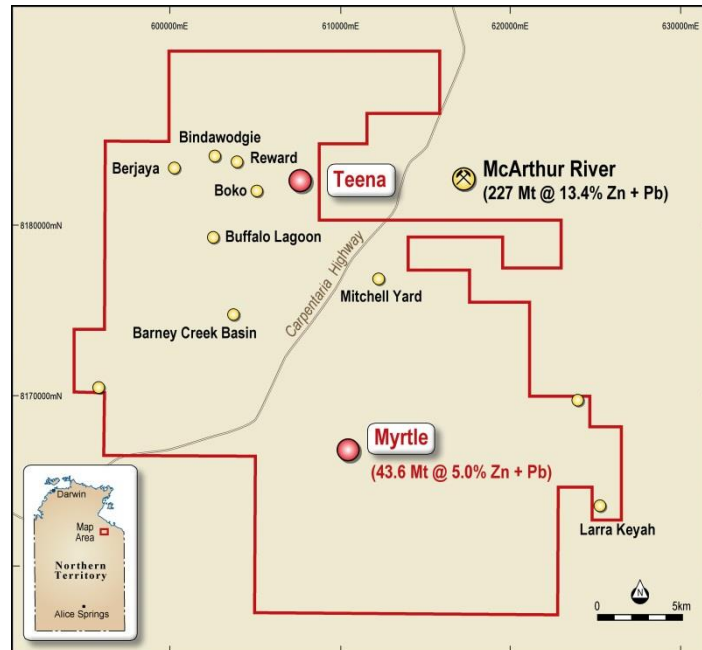 600000mE
610000mE
620000mE
630000mE
Bindawodgie
Berjaya
Reward
Boko
Teena
McArthur River
(227 Mt @ 13.4% Zn + Pb)
8180000mN
Buffalo Lagoon
Carpentaria Highway
Mitchell Yard
Barney Creek Basin
8170000mN
Myrtle
(43.6 Mt @ 5.0% Zn + Pb)
Darwin
Map
Area
Northern
Territory
Alice Springs
Larra Keyah
N
0 5km